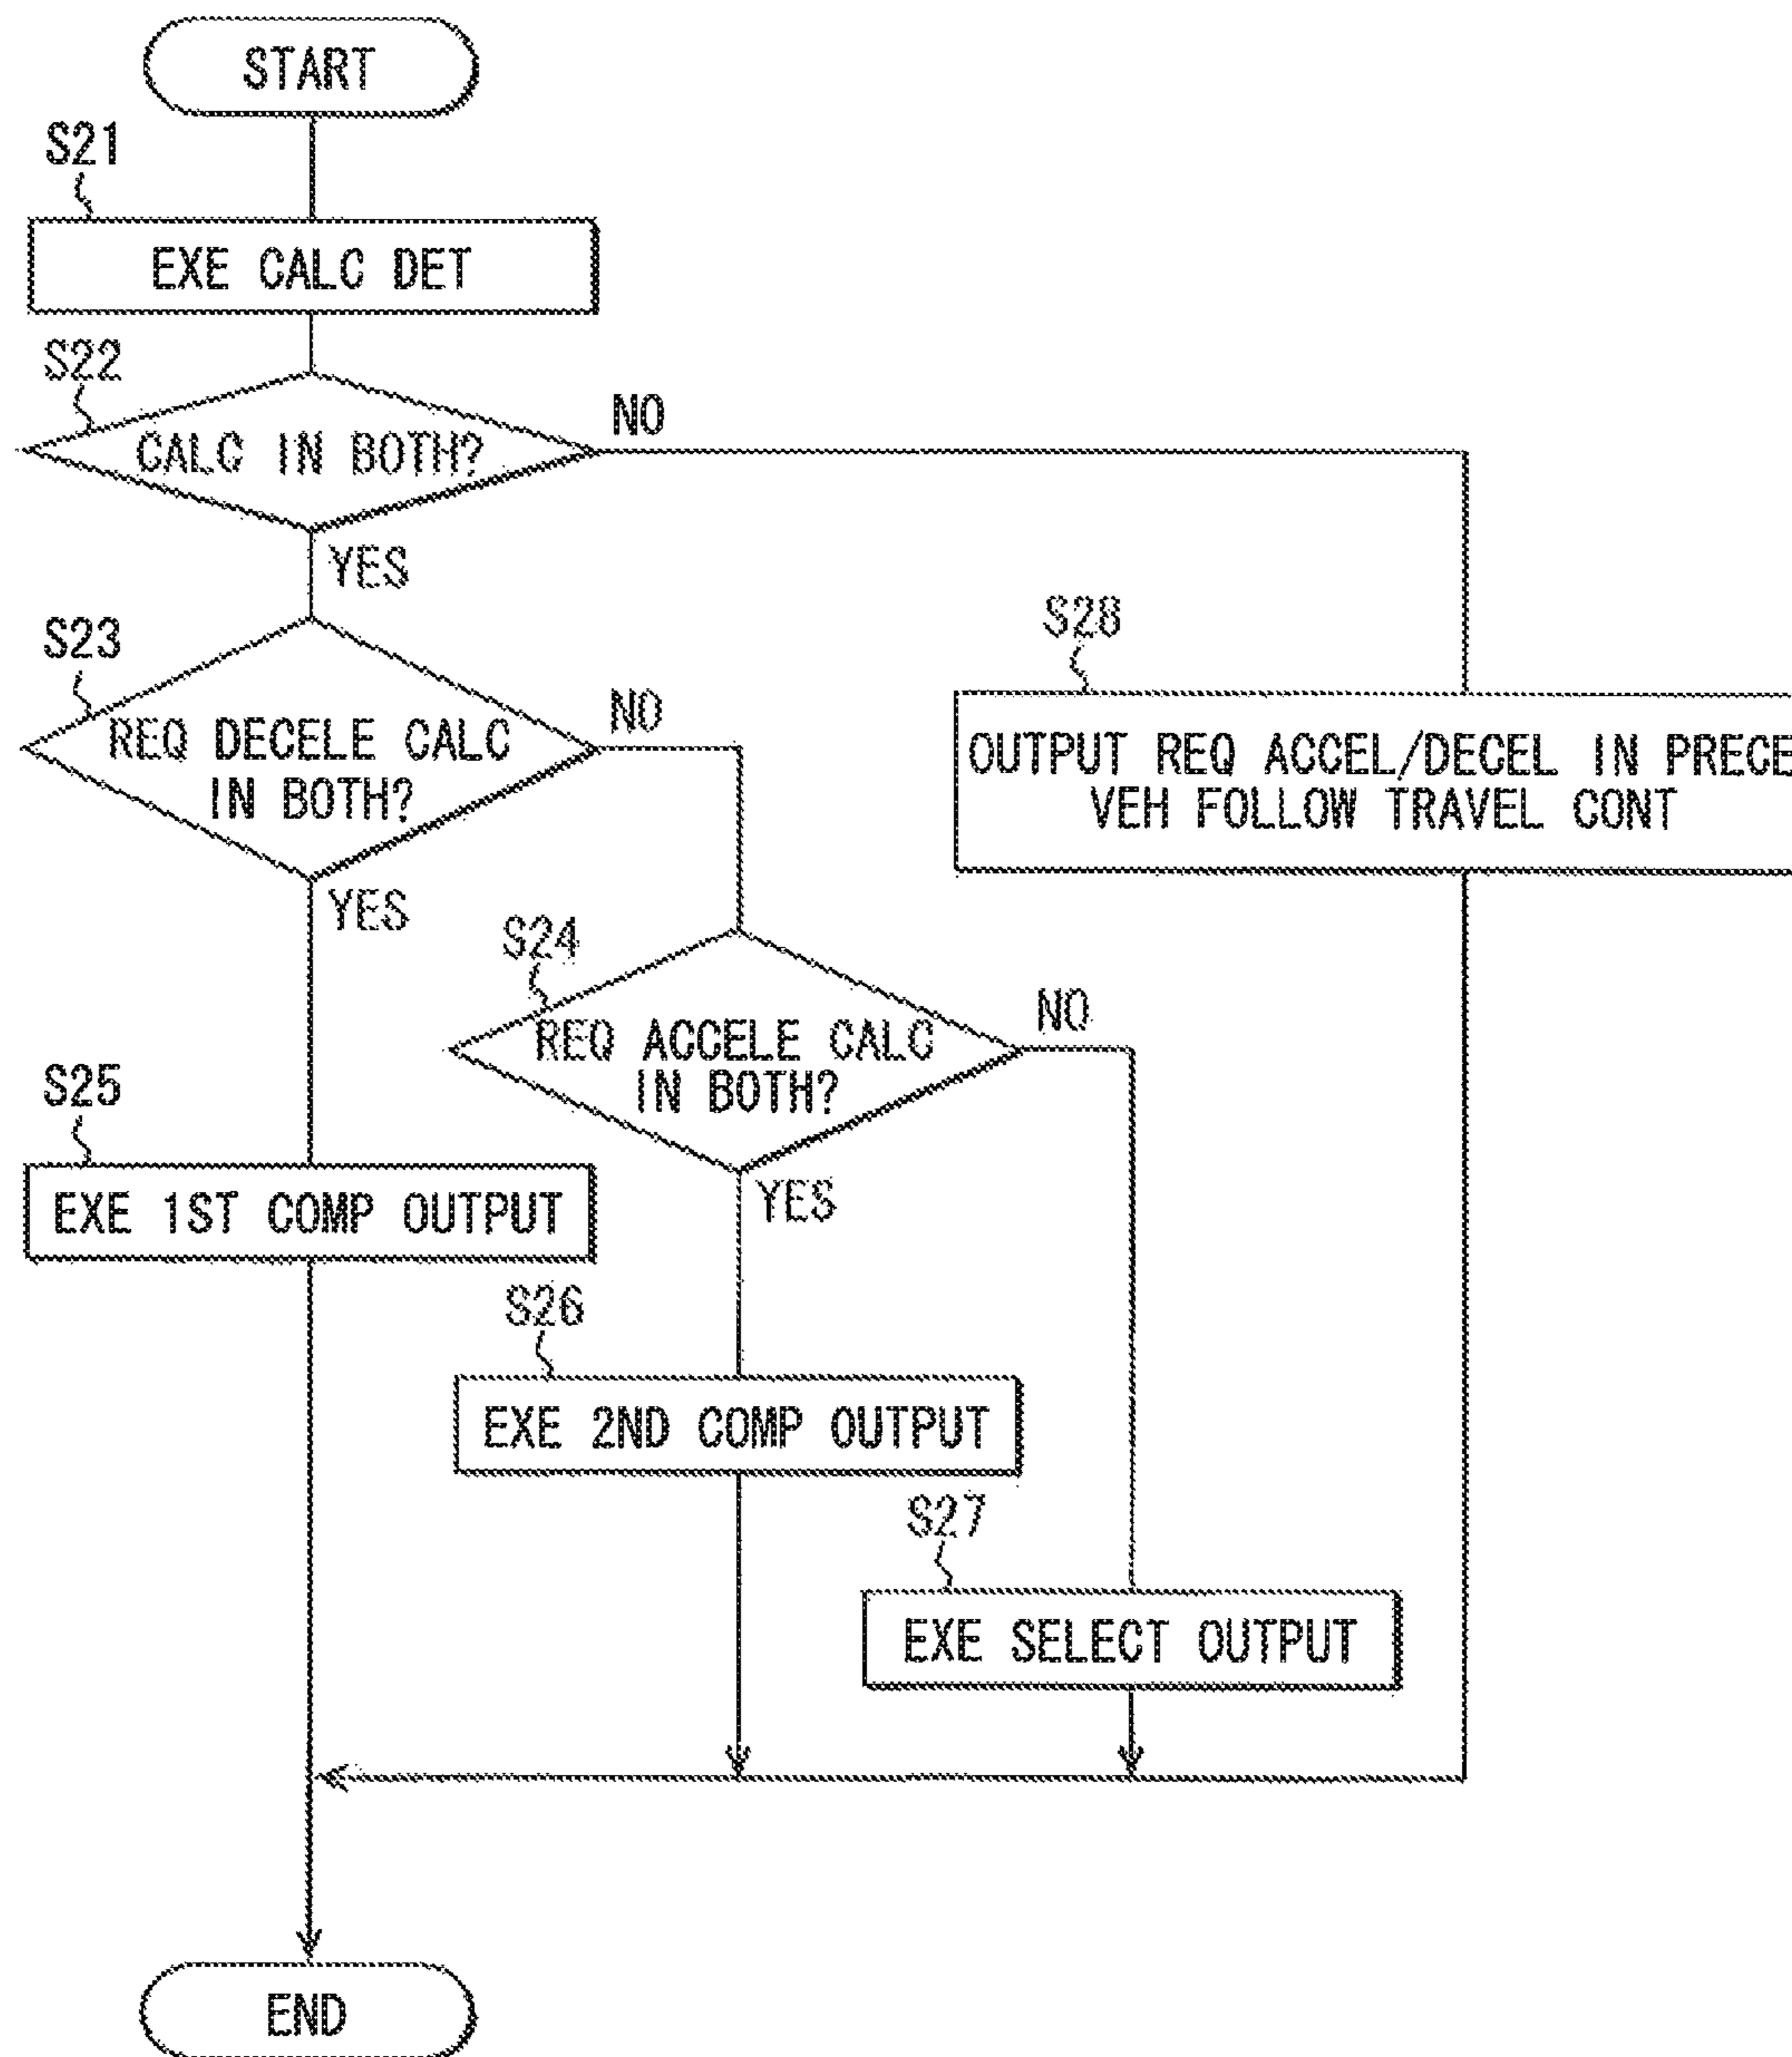 START
S21
EXE CALC DET
S22
CALC IN BOTH?
NO
YES
S23
REQ DECELE CALC
IN BOTH?
NO
YES
S28
OUTPUT REQ ACCEL/DECEL IN PRECE
VEH FOLLOW TRAVEL CONT
S24
REQ ACCELE CALC
IN BOTH?
NO
YES
S25
EXE 1ST COMP OUTPUT
S26
EXE 2ND COMP OUTPUT
S27
EXE SELECT OUTPUT
END